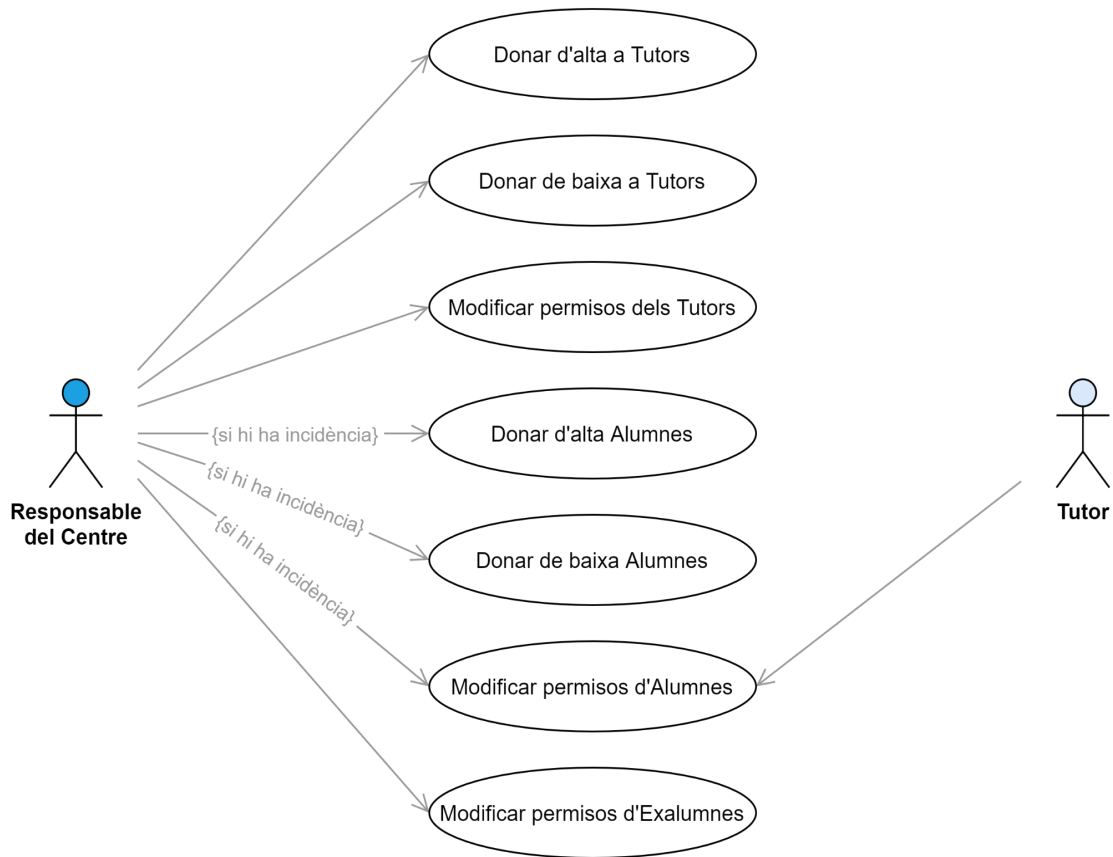 Donar d'alta a Tutors
Donar de baixa a Tutors
Modificar permisos dels Tutors
{si hi ha incidència}
Donar d'alta Alumnes
{si hi ha incidència}
Responsable
del Centre
Tutor
{si hi ha incidència}
Donar de baixa Alumnes
Modificar permisos d'Alumnes
Modificar permisos d'Exalumnes